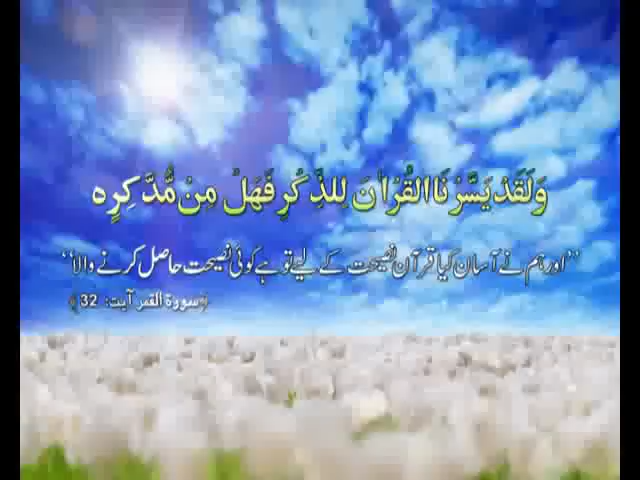 وَلَقَدْ يَسَّرْنَا الْقُرْاٰنَ لِلذِّكْرِ فَهَلْ مِنْ مُّدَّكِرٍ ہ
’’اور ہم نے آسان کیا قرآن نصیحت کے لیے تو ہے کوئی نصیحت حاصل کرنے والا‘‘
﴿سورۃ القمر آیت: 32﴾